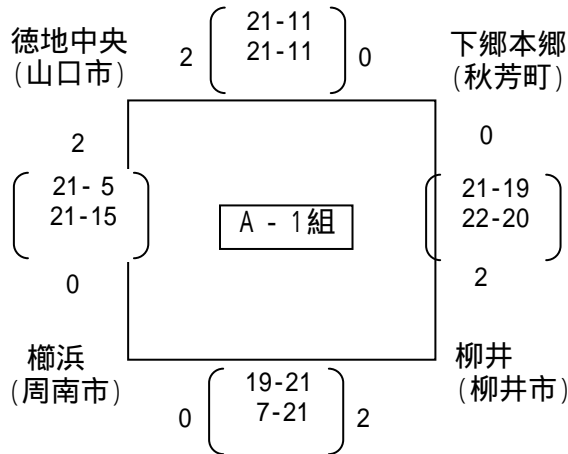 徳地中央
(山口市)
2
21-11
21-11
0
下郷本郷
(秋芳町)
2
21- 5
21-15
0
A - 1組
0
21-19
22-20
2
櫛浜
(周南市)
0
19-21
7-21
2
柳井
(柳井市)